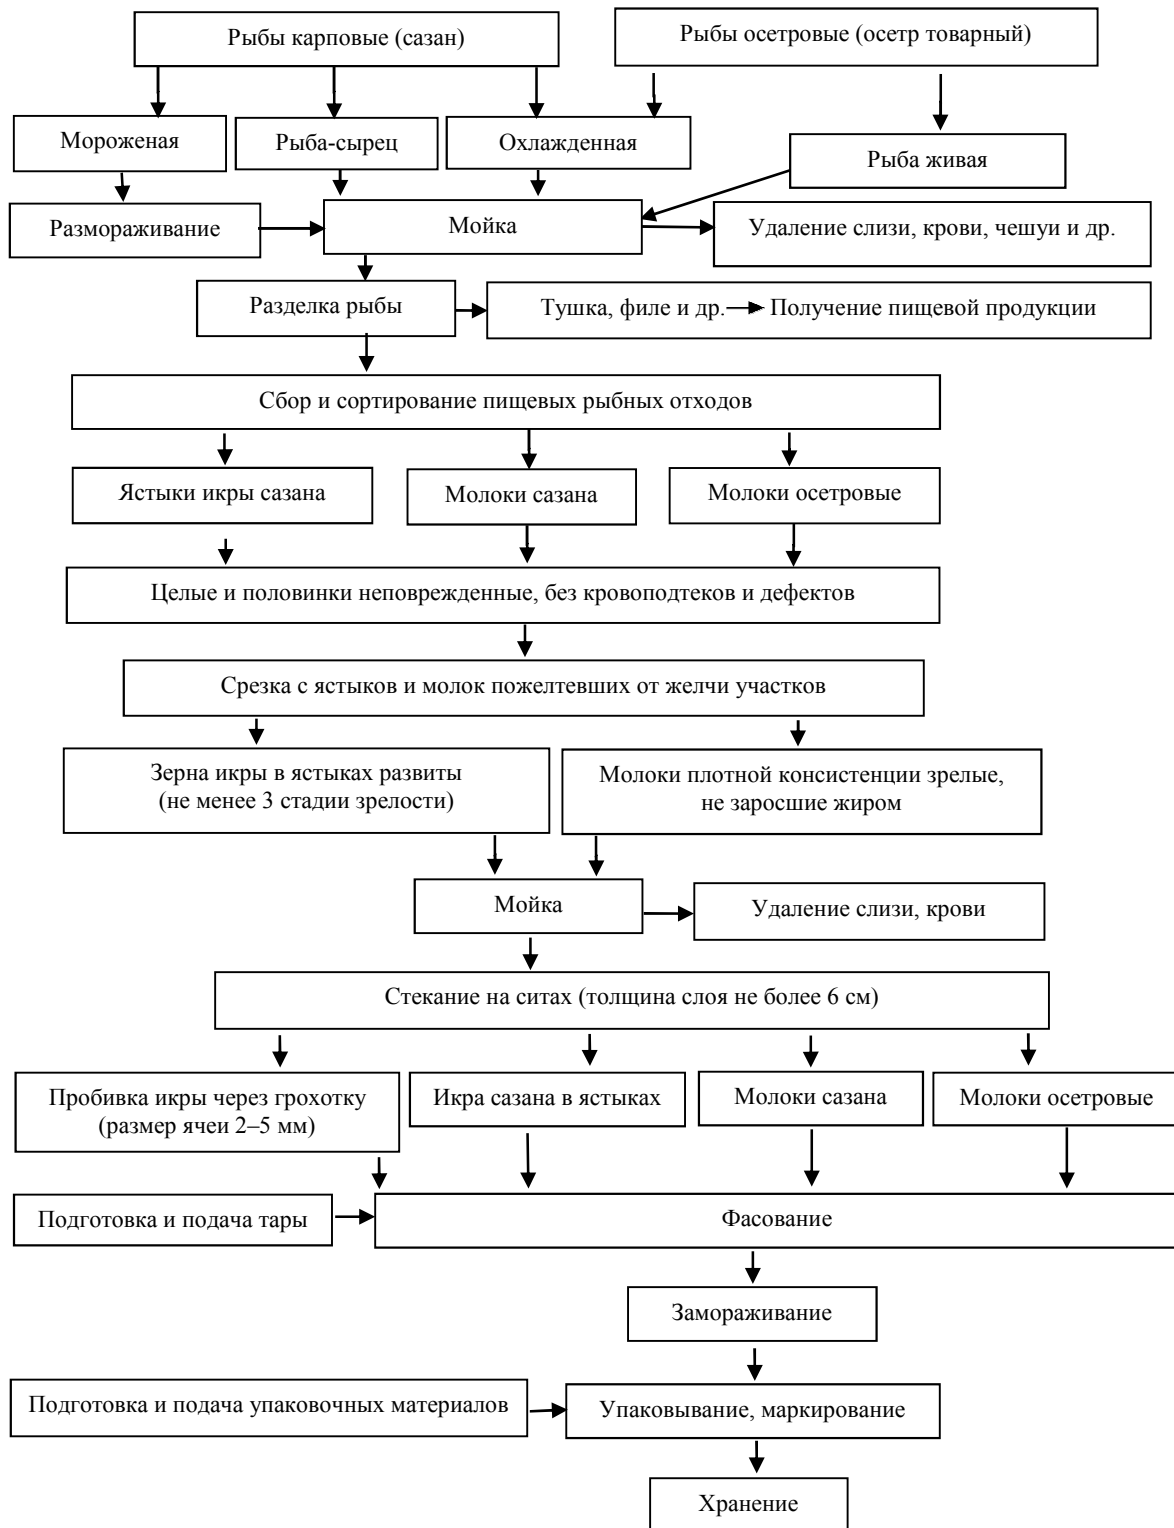 Рыбы карповые (сазан)
Рыбы осетровые (осетр товарный)
Мороженая
Рыба-сырец
Охлажденная
Рыба живая
Размораживание
Мойка
Удаление слизи, крови, чешуи и др.
Разделка рыбы
Тушка, филе и др. Получение пищевой продукции
Сбор и сортирование пищевых рыбных отходов
Ястыки икры сазана
Молоки сазана
Молоки осетровые
Целые и половинки неповрежденные, без кровоподтеков и дефектов
Срезка с ястыков и молок пожелтевших от желчи участков
Зерна икры в ястыках развиты
(не менее 3 стадии зрелости)
Молоки плотной консистенции зрелые,
не заросшие жиром
Мойка
Удаление слизи, крови
Стекание на ситах (толщина слоя не более 6 см)
Пробивка икры через грохотку
(размер ячеи 2–5 мм)
Икра сазана в ястыках
Молоки сазана
Молоки осетровые
Подготовка и подача тары
Фасование
Замораживание
Подготовка и подача упаковочных материалов
Упаковывание, маркирование
Хранение